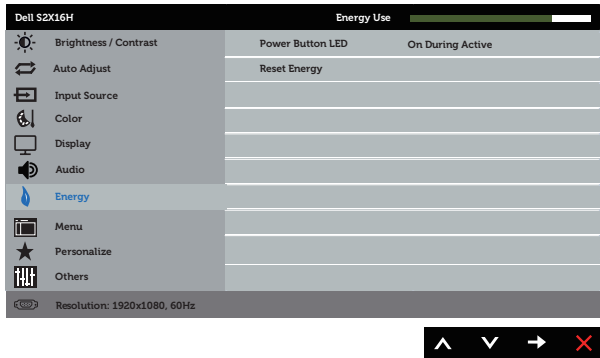 Dell S2X16H Energy Use
Brightness / Contrast Power Button LED On During Active
Auto Adjust Reset Energy
Input Source
Color
Display
Audio
Energy
Menu
Personalize
Others
Resolution: 1920x1080, 60Hz